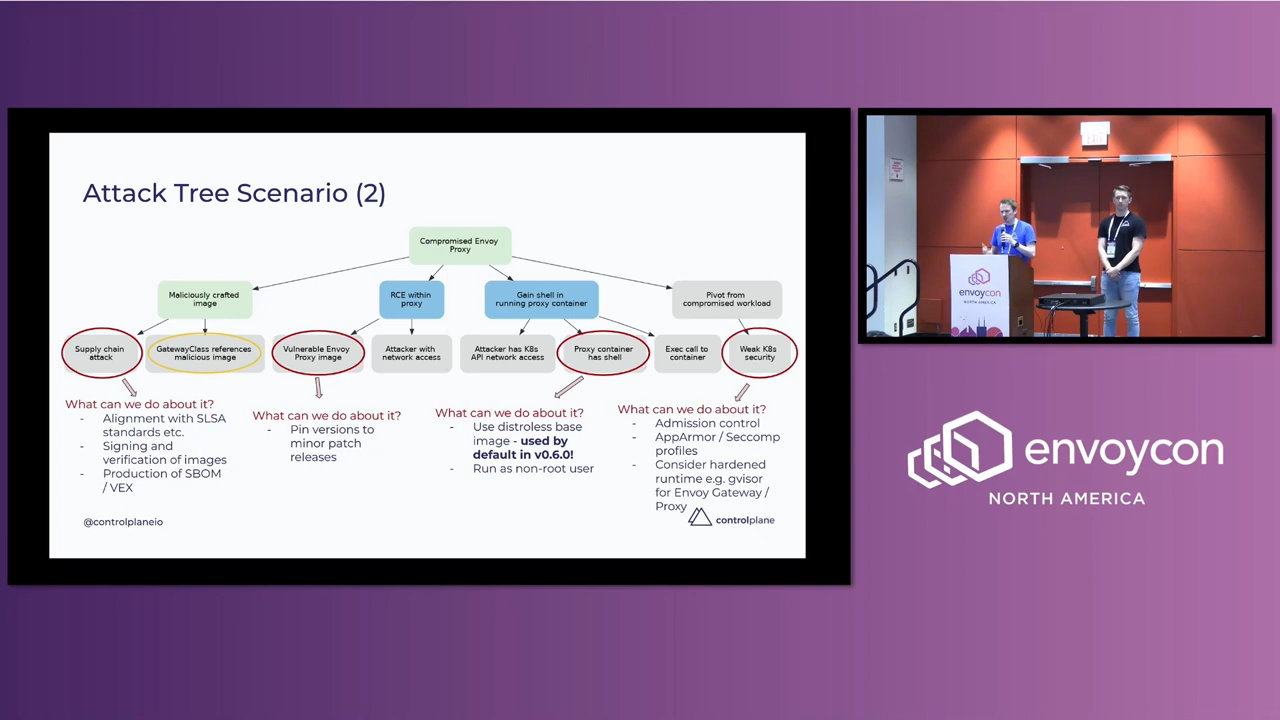 Attack Tree Scenario (2)
Compromised Envoy
Proxy
Maliciously crafted
image
RCE within
proxy
Gain shell in
running proxy container
Pivot from
compromised workload
Supply chain
attack
GatewayClass references
malicious image
Vulnerable Envoy
Proxy image
Attacker with
network access
Attacker has K8s
API network access
Proxy container
has shell
Exec call to
container
Weak K8s
security
What can we do about it?
- Alignment with SLSA
standards etc.
- Signing and
verification of images
- Production of SBOM
/ VEX
What can we do about it?
- Pin versions to
minor patch
releases
What can we do about it?
- Use distroless base
image - used by
default in v0.6.0!
- Run as non-root user
What can we do about it?
- Admission control
- AppArmor / Seccomp
profiles
- Consider hardened
runtime e.g. gvisor
for Envoy Gateway /
Proxy
@controlplaneio
controlplane
envoycon
NORTH AMERICA
envoycon
NORTH AMERICA